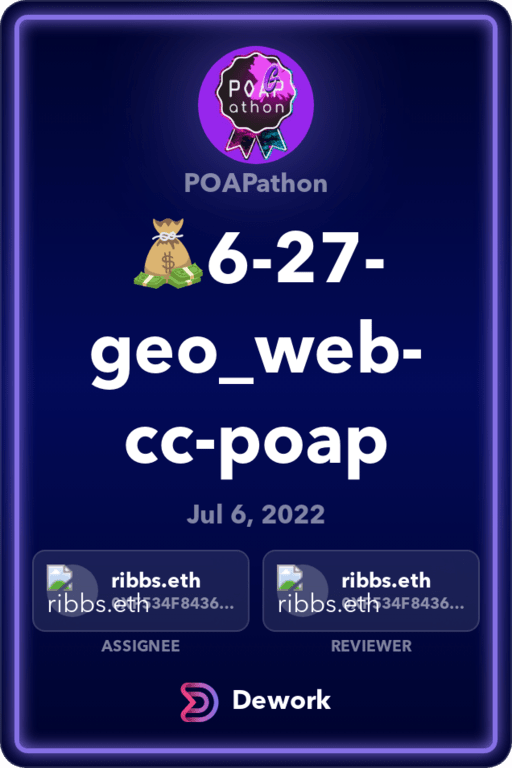 POAP
athon
POAPathon
💰6-27-
geo_web-
cc-poap
Jul 6, 2022
ribbs.eth
ribbs.eth
ribbs.eth
ribbs.eth
ASSIGNEE
REVIEWER
Dework